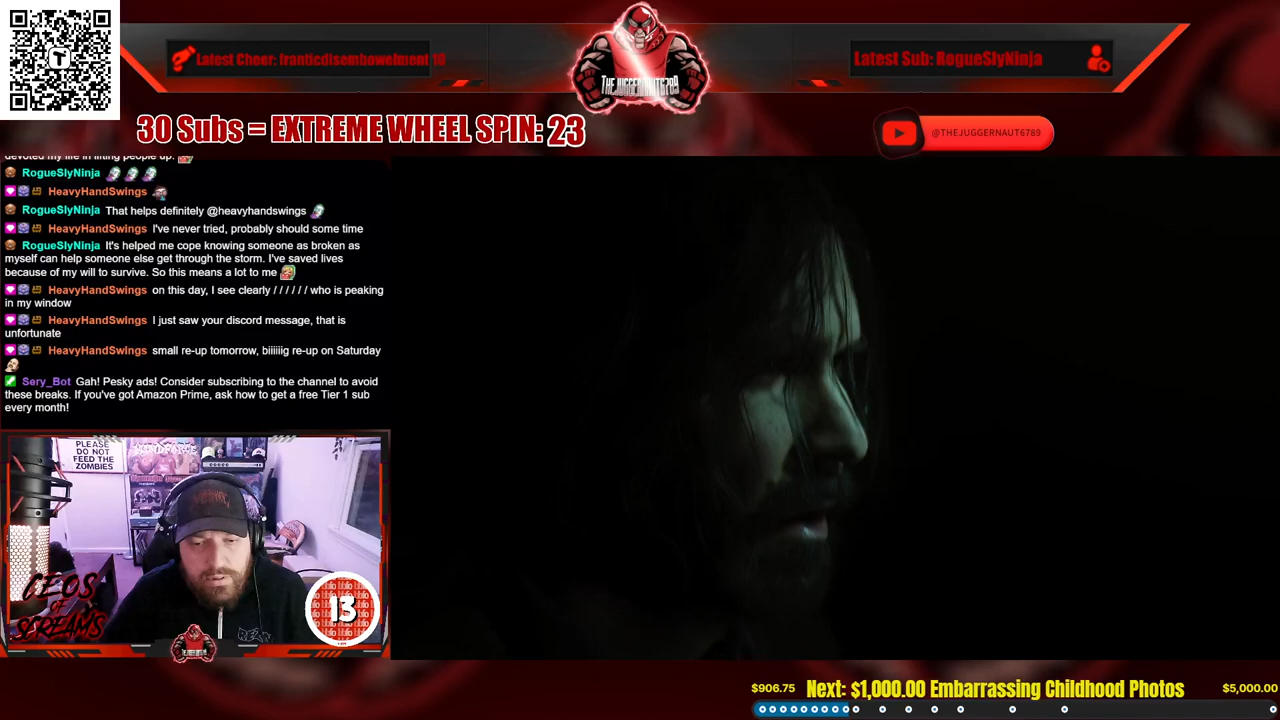 Latest Cheer: franticdisembowelment 10
THEJUGGERNAUT6789
Latest Sub: RogueSlyNinja
30 Subs = EXTREME WHEEL SPIN: 23
@THEJUGGERNAUT6789
devoted my life in lifting people up.
RogueSlyNinja
HeavyHandSwings
RogueSlyNinja That helps definitely @heavyhandswings
HeavyHandSwings I've never tried, probably should some time
RogueSlyNinja It's helped me cope knowing someone as broken as
myself can help someone else get through the storm. I've saved lives
because of my will to survive. So this means a lot to me
HeavyHandSwings on this day, I see clearly / / / / / / who is peaking
in my window
HeavyHandSwings I just saw your discord message, that is
unfortunate
HeavyHandSwings small re-up tomorrow, biiiiiig re-up on Saturday
Sery_Bot Gah! Pesky ads! Consider subscribing to the channel to avoid
these breaks. If you've got Amazon Prime, ask how to get a free Tier 1 sub
every month!
PLEASE
DO NOT
FEED THE
ZOMBIES
CEOS
OF
SCREAMS
13
$906.75 Next: $1,000.00 Embarrassing Childhood Photos $5,000.00